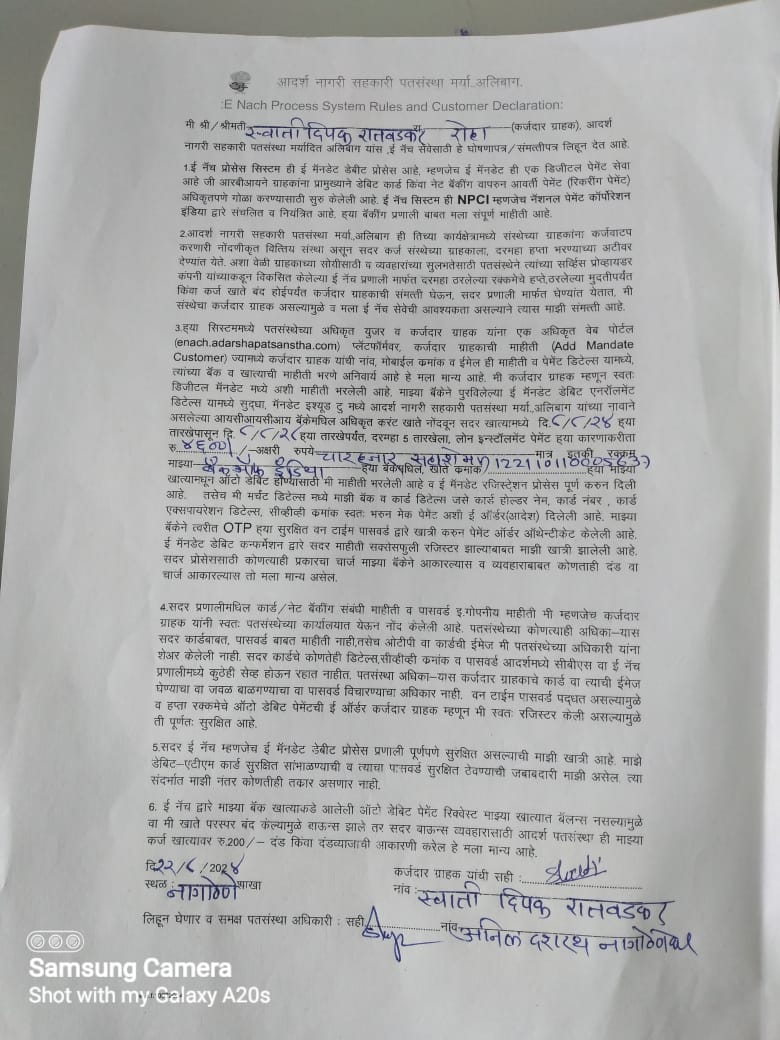 आदर्श नागरी सहकारी पतसंस्था मर्या..अलिबाग.
:E Nach Process System Rules and Customer Declaration:
मी श्री/श्रीमती स्वाती दिपक रातवडकर रोहा (कर्जदार ग्राहक), आदर्श
नागरी सहकारी पतसंस्था मर्यादित अलिबाग यांस ,ई नॅच सेवेसाठी हे घोषणापत्र/संमत्तीपत्र लिहून देत आहे.
1.ई नॅच प्रोसेस सिस्टम ही ई मॅनडेट डेबीट प्रोसेस आहे. म्हणजेच ई मॅनडेट ही एक डिजीटल पेमेंट सेवा
आहे जी आरबीआयने ग्राहकांना प्रामुख्याने डेबिट कार्ड किंवा नेट बँकींग वापरुन आवर्ती पेमेंट (रिकरींग पेमेंट)
अधिकृतपणे गोळा करण्यासाठी सुरु केलेली आहे. ई नॅच सिस्टम ही NPCI म्हणजेच नॅशनल पेमेंट कॉर्पोरेशन
इंडिया द्वारे संचलित व नियंत्रित आहे. ह्या बँकींग प्रणाली बाबत मला संपूर्ण माहीती आहे.
2.आदर्श नागरी सहकारी पतसंस्था मर्या.,अलिबाग ही तिच्या कार्यक्षेत्रामध्ये संस्थेच्या ग्राहकांना कर्जवाटप
करणारी नोंदणीकृत वित्तिय संस्था असून सदर कर्ज संस्थेच्या ग्राहकाला, दरमहा हप्ता भरण्याच्या अटीवर
देण्यांत येते. अशा वेळी ग्राहकाच्या सोयीसाठी व व्यवहारांच्या सुलभतेसाठी पतसंस्थेने त्यांच्या सर्व्हिस प्रोव्हायडर
कंपनी यांच्याकडून विकसित केलेल्या ई नॅच प्रणाली मार्फत दरमहा ठरलेल्या रक्कमेचे हप्ते,ठरलेल्या मुदतीपर्यंत
किंवा कर्ज खाते बंद होईपर्यंत कर्जदार ग्राहकाची संमत्ती घेऊन, सदर प्रणाली मार्फत घेण्यांत येतात, मी
संस्थेचा कर्जदार ग्राहक असल्यामुळे व मला ई नॅच सेवेची आवश्यकता असल्याने त्यास माझी संमत्ती आहे.
3.ह्या सिस्टममध्ये पतसंस्थेच्या अधिकृत युजर व कर्जदार ग्राहक यांना एक अधिकृत वेब पोर्टल
(enach.adarshapatsanstha.com) प्लॅटफॉर्मवर, कर्जदार ग्राहकाची माहीती (Add Mandate
Customer) ज्यामध्ये कर्जदार ग्राहक यांची नांव, मोबाईल क्रमांक व ईमेल ही माहीती व पेमेंट डिटेल्स यामध्ये,
त्यांच्या बँक व खात्याची माहीती भरणे अनिवार्य आहे हे मला मान्य आहे. मी कर्जदार ग्राहक म्हणून स्वतः
डिजीटल मॅनडेट मध्ये अशी माहीती भरलेली आहे. माझ्या बँकेने पुरविलेल्या ई मॅनडेट डेबिट एनरॉलमेंट
डिटेल्स यामध्ये सुद्धा, मॅनडेट इश्यूड टु मध्ये आदर्श नागरी सहकारी पतसंस्था मर्या.,अलिबाग यांच्या नावाने
असलेल्या आयसीआयसीआय बँकेमधिल अधिकृत करंट खाते नोंदवून सदर खात्यामध्ये दि.
तारखेपासून दि. ह्या तारखेपर्यंत, दरमहा 5 तारखेला, लोन इन्स्टॉलमेंट पेमेंट ह्या कारणाकरीता
रु. ४६००/-अक्षरी रुपये चार हजार सहाशे मात्र इतकी रक्कम
माझ्या बँक ऑफ इंडिया ह्या बँकेमधिल, खाते क्रमांक ह्या माझ्या
खात्यामधून ऑटो डेबिट होण्यासाठी मी माहीती भरलेली आहे व ई मॅनडेट रजिस्ट्रेशन प्रोसेस पूर्ण करुन दिली
आहे. तसेच मी मर्चंट डिटेल्स मध्ये माझी बँक व कार्ड डिटेल्स जसे कार्ड होल्डर नेम, कार्ड नंबर , कार्ड
एक्सपायरेशन डिटेल्स, सीव्हीव्ही क्रमांक स्वतः भरुन मेक पेमेंट अशी ई ऑर्डर(आदेश) दिलेली आहे. माझ्या
बँकेने त्वरीत OTP ह्या सुरक्षित वन टाईम पासवर्ड द्वारे खात्री करुन पेमेंट ऑर्डर ऑथेन्टीकेट केलेली आहे.
ई मॅनडेट डेबिट कन्फर्मेशन द्वारे सदर माहीती सक्सेसफुली रजिस्टर झाल्याबाबत माझी खात्री झालेली आहे.
सदर प्रोसेससाठी कोणत्याही प्रकारचा चार्ज माझ्या बँकेने आकारल्यास व व्यवहाराबाबत कोणताही दंड वा
चार्ज आकारल्यास तो मला मान्य असेल.
4.सदर प्रणालीमधिल कार्ड/नेट बँकींग संबंधी माहीती व पासवर्ड इ.गोपनीय माहीती मी म्हणजेच कर्जदार
ग्राहक यांनी स्वतः पतसंस्थेच्या कार्यालयात येऊन नोंद केलेली आहे. पतसंस्थेच्या कोणत्याही अधिका–यास
सदर कार्डबाबत, पासवर्ड बाबत माहीती नाही,तसेच ओटीपी वा कार्डची ईमेज मी पतसंस्थेच्या अधिकारी यांना
शेअर केलेली नाही. सदर कार्डचे कोणतेही डिटेल्स,सीव्हीव्ही क्रमांक व पासवर्ड आदर्शमध्ये सीबीएस वा ई नॅच
प्रणालीमध्ये कुठेही सेव्ह होऊन रहात नाहीत. पतसंस्था अधिका–यास कर्जदार ग्राहकाचे कार्ड वा त्याची ईमेज
घेण्याचा वा जवळ बाळगण्याचा वा पासवर्ड विचारण्याचा अधिकार नाही. वन टाईम पासवर्ड पद्धत असल्यामुळे
व हप्ता रक्कमेचे ऑटो डेबिट पेमेंटची ई ऑर्डर कर्जदार ग्राहक म्हणून मी स्वतः रजिस्टर केली असल्यामुळे
ती पूर्णतः सुरक्षित आहे.
5.सदर ई नॅच म्हणजेच ई मॅनडेट डेबीट प्रोसेस प्रणाली पूर्णपणे सुरक्षित असल्याची माझी खात्री आहे. माझे
डेबिट–एटीएम कार्ड सुरक्षित सांभाळण्याची व त्याचा पासवर्ड सुरक्षित ठेवण्याची जबाबदारी माझी असेल. त्या
संदर्भात माझी नंतर कोणतीही तक्रार असणार नाही.
6. ई नॅच द्वारे माझ्या बँक खात्याकडे आलेली ऑटो डेबिट पेमेंट रिक्वेस्ट माझ्या खात्यात बॅलन्स नसल्यामुळे
वा मी खाते परस्पर बंद केल्यामुळे बाऊन्स झाले तर सदर बाऊन्स व्यवहारासाठी आदर्श पतसंस्था ही माझ्या
कर्ज खात्यावर रु.200/– दंड किंवा दंडव्याजाची आकारणी करेल हे मला मान्य आहे.
दि.२२/६/2024
स्थळ : नागोठणे शाखा
कर्जदार ग्राहक यांची सही :
नांव : स्वाती दिपक रातवडकर
लिहून घेणार व समक्ष पतसंस्था अधिकारी : सही नांव. अनिल दशरथ नागोठणेकर
Samsung Camera
Shot with my Galaxy A20s